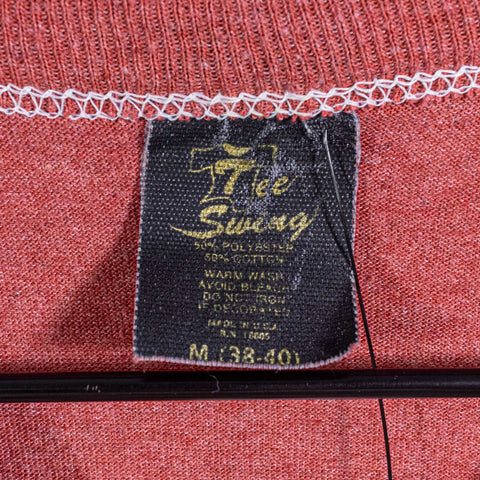 Tee
Swing
50% POLYESTER
50% COTTON
WARM WASH
AVOID BLEACH
DO NOT IRON
IF DECORATED
MADE IN U.S.A.
R.N. 16805
M (38-40)